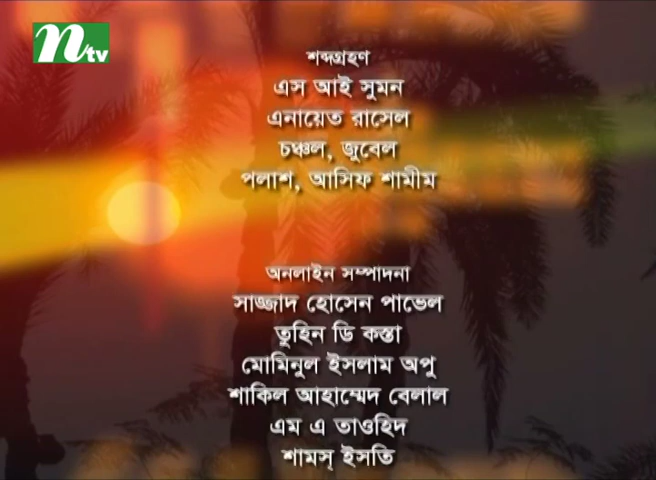 ntv
শব্দগ্রহণ
এস আই সুমন
এনায়েত রাসেল
চঞ্চল, জুবেল
পলাশ, আসিফ শামীম
অনলাইন সম্পাদনা
সাজ্জাদ হোসেন পাভেল
তুহিন ডি কস্তা
মোমিনুল ইসলাম অপু
শাকিল আহাম্মেদ বেলাল
এম এ তাওহিদ
শামস্ ইসতি